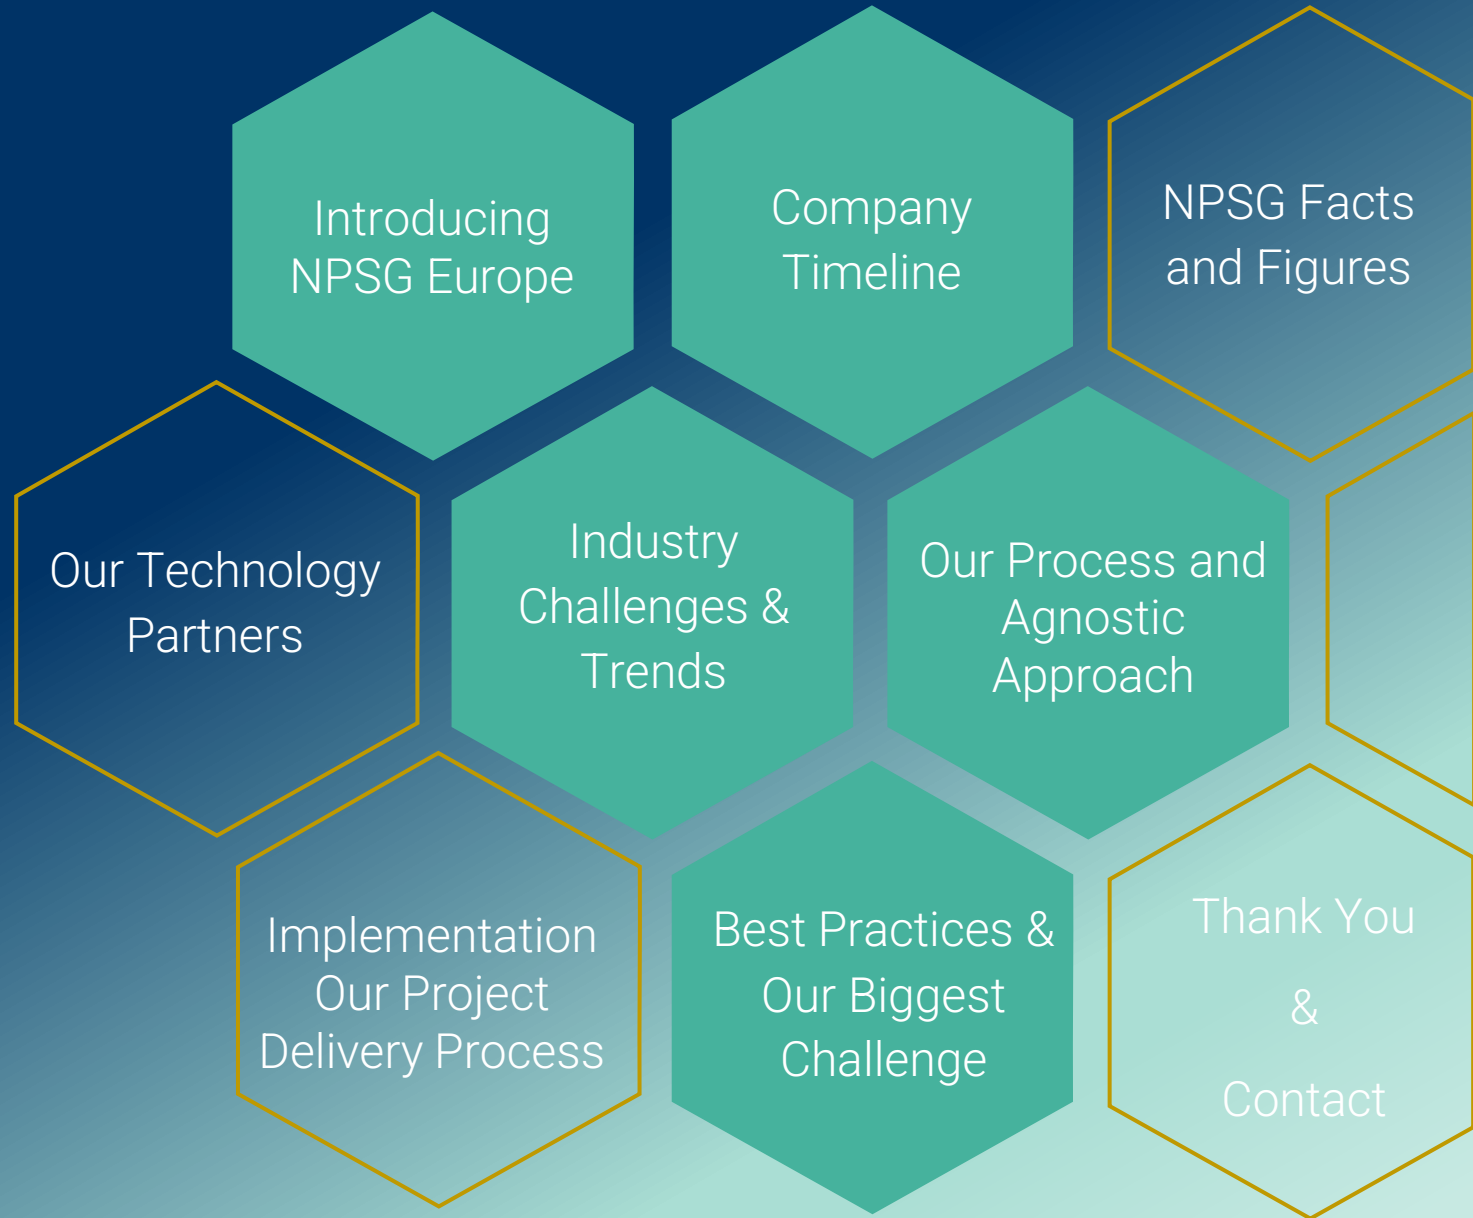 Introducing
NPSG Europe
Company
Timeline
NPSG Facts
and Figures
Our Technology
Partners
Industry
Challenges &
Trends
Our Process and
Agnostic
Approach
Implementation
Our Project
Delivery Process
Best Practices &
Our Biggest
Challenge
Thank You
&
Contact